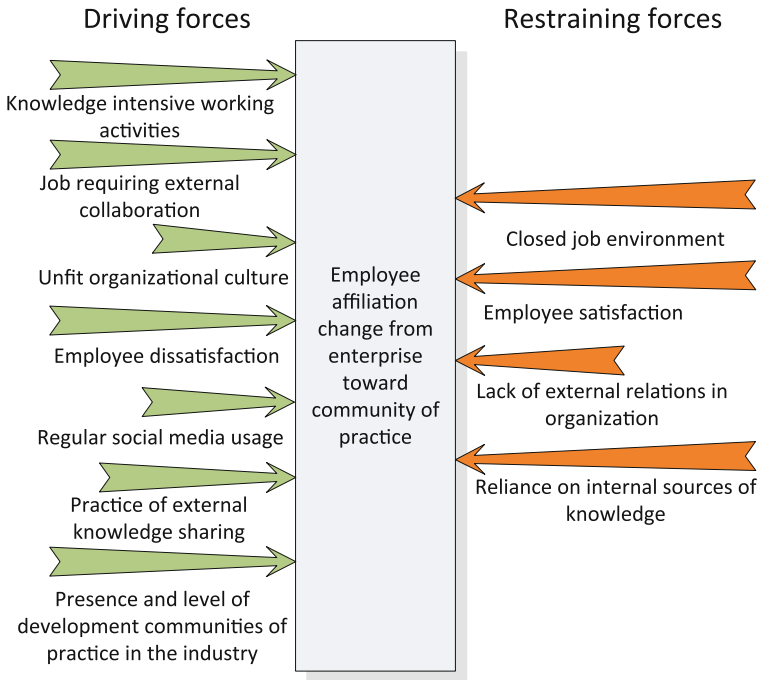 Driving forces
Restraining forces
Knowledge intensive working
activities
Job requiring external
collaboration
Unfit organizational culture
Employee dissatisfaction
Regular social media usage
Practice of external
knowledge sharing
Presence and level of
development communities of
practice in the industry
Employee
affiliation
change from
enterprise
toward
community of
practice
Closed job environment
Employee satisfaction
Lack of external relations in
organization
Reliance on internal sources of
knowledge